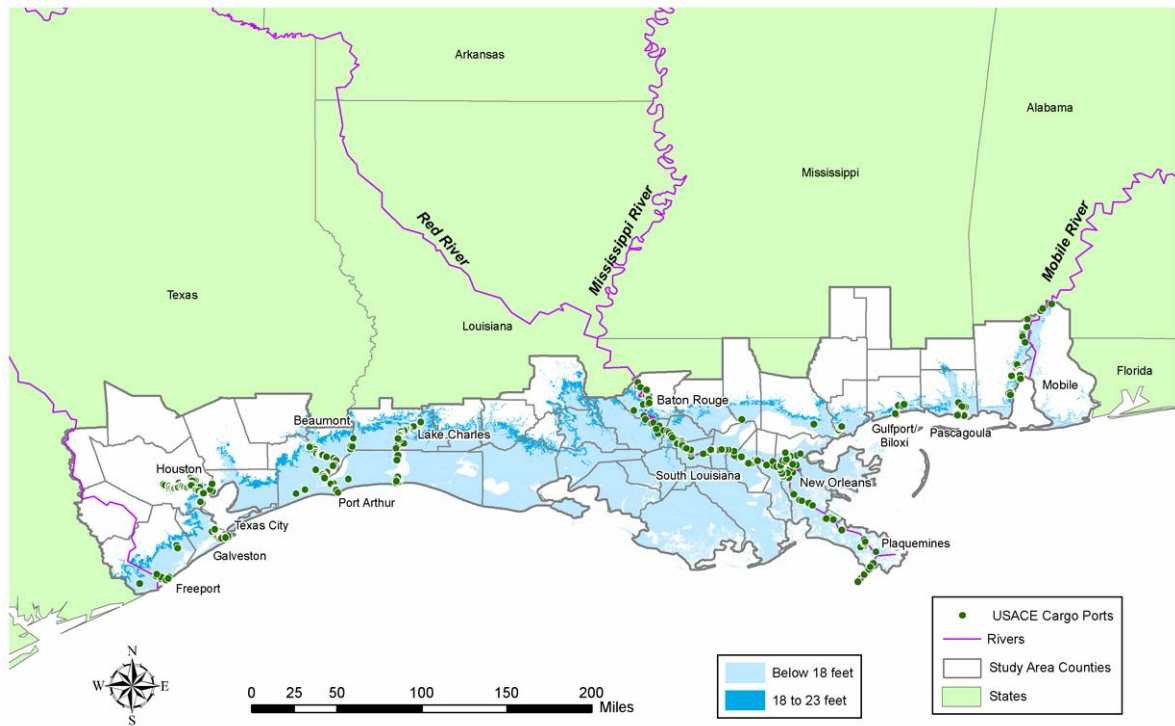 Arkansas
Alabama
Mississippi
Red River
Mississippi River
Mobile River
Texas
Louisiana
Florida
Mobile
Baton Rouge
Beaumont
Lake Charles
Gulfport/
Biloxi
Pascagoula
Houston
South Louisiana
New Orleans
Port Arthur
Texas City
Galveston
Plaquemines
Freeport
N
W E
S
0 25 50 100 150 200
Miles
Below 18 feet
18 to 23 feet
USACE Cargo Ports
Rivers
Study Area Counties
States